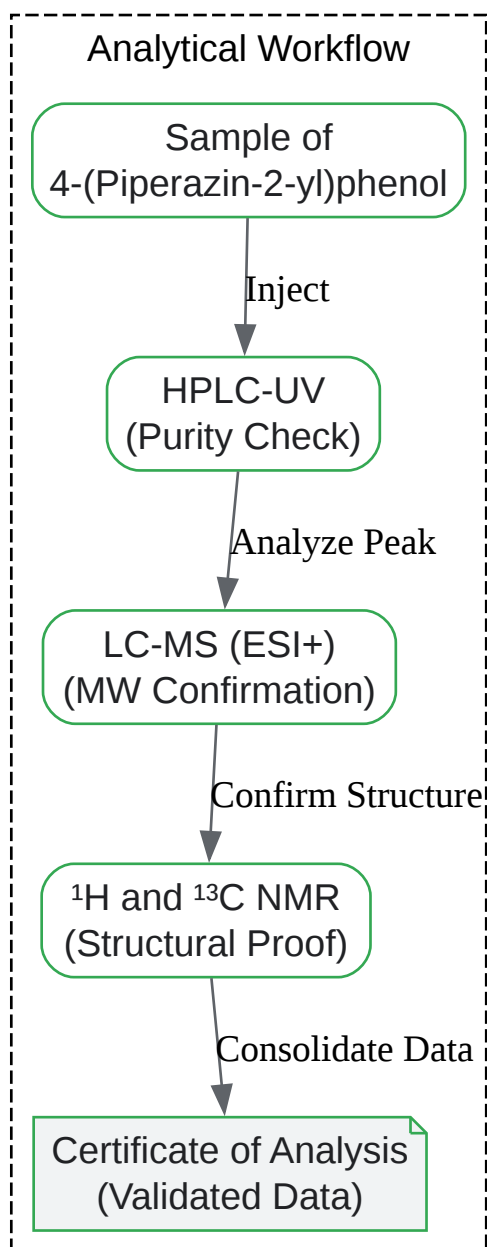 Analytical Workflow
Sample of
4-(Piperazin-2-yl)phenol
Inject
HPLC-UV
(Purity Check)
Analyze Peak
LC-MS (ESI+)
(MW Confirmation)
Confirm Structure
¹H and ¹³C NMR
(Structural Proof)
Consolidate Data
Certificate of Analysis
(Validated Data)